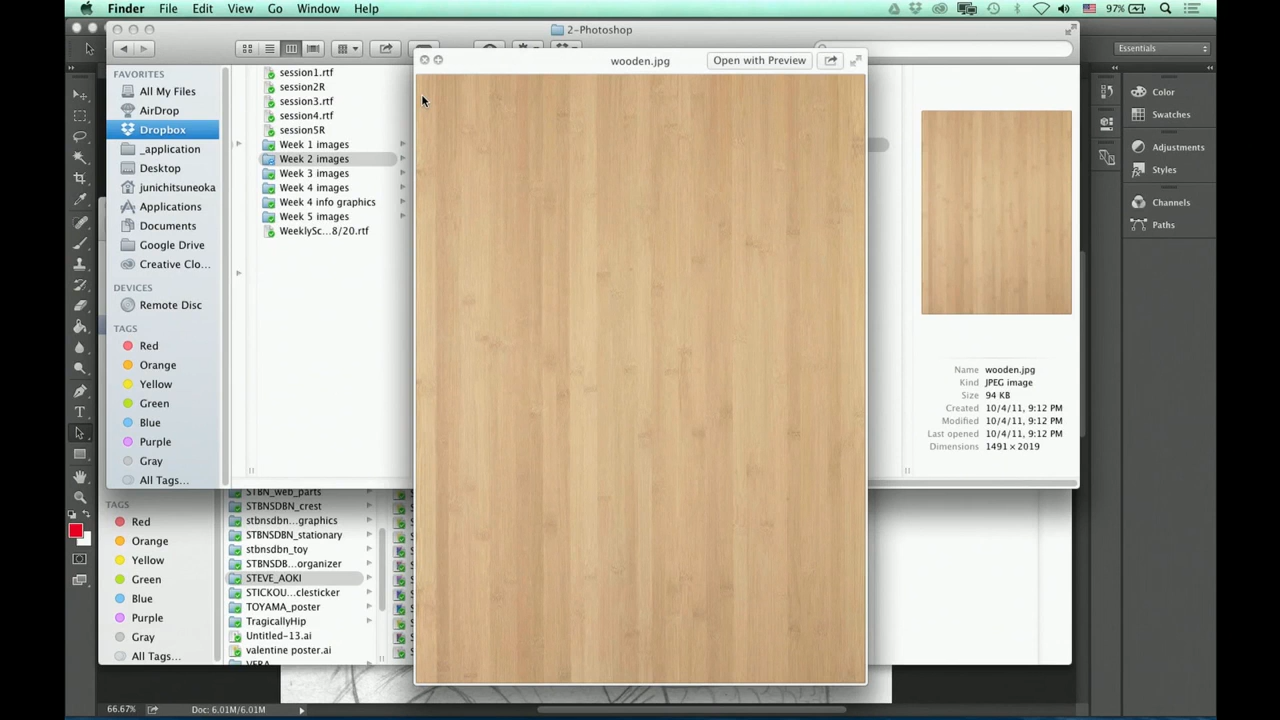 Finder File Edit View Go Window Help 97%
2-Photoshop
Essentials
wooden.jpg Open with Preview
FAVORITES
All My Files
AirDrop
Dropbox
_application
Desktop
junichitsuneoka
Applications
Documents
Google Drive
Creative Clo...
DEVICES
Remote Disc
TAGS
Red
Orange
Yellow
Green
Blue
Purple
Gray
All Tags...
session1.rtf
session2R
session3.rtf
session4.rtf
session5R
Week 1 images
Week 2 images
Week 3 images
Week 4 images
Week 4 info graphics
Week 5 images
WeeklySc...8/20.rtf
Name wooden.jpg
Kind JPEG image
Size 94 KB
Created 10/4/11, 9:12 PM
Modified 10/4/11, 9:12 PM
Last opened 10/4/11, 9:12 PM
Dimensions 1491 × 2019
Color
Swatches
Adjustments
Styles
Channels
Paths
TAGS
Red
Orange
Yellow
Green
Blue
Purple
Gray
All Tags...
STBN_web_parts
STBNSDBN_crest
stbnsdbn...graphics
STBNSDBN_stationary
stbnsdbn_toy
STBNSDB...organizer
STEVE_AOKI
STICKOU...clesticker
TOYAMA_poster
TragicallyHip
Untitled-13.ai
valentine poster.ai
VERA
66.67% Doc: 6.01M/6.01M